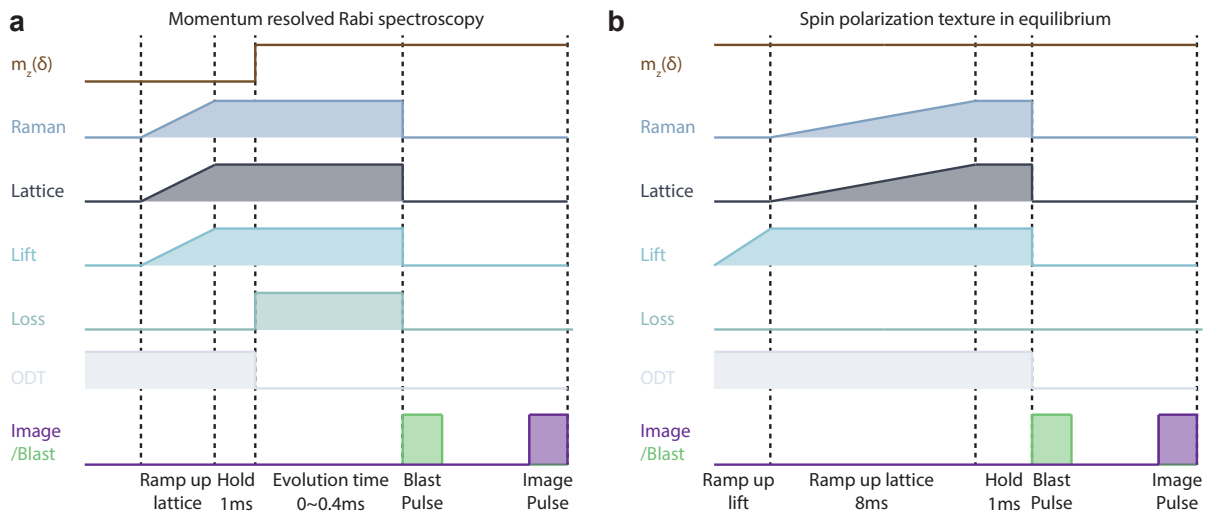 a
Momentum resolved Rabi spectroscopy
m_z(δ)
Raman
Lattice
Lift
Loss
ODT
Image
/Blast
Ramp up
lattice
Hold
1ms
Evolution time
0~0.4ms
Blast
Pulse
Image
Pulse
b
Spin polarization texture in equilibrium
m_z(δ)
Raman
Lattice
Lift
Loss
ODT
Image
/Blast
Ramp up
lift
Ramp up lattice
8ms
Hold
1ms
Blast
Pulse
Image
Pulse